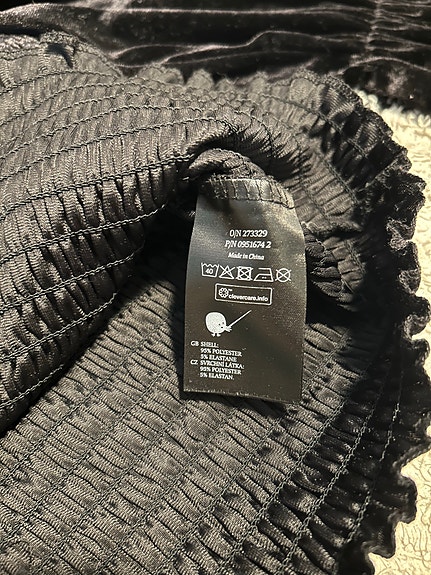 O/N 273329
P/N 0951674 2
Made in China
40
clevercare.info
GB SHELL:
95% POLYESTER
5% ELASTANE
CZ SVRCHNÍ LÁTKA:
95% POLYESTER
5% ELASTAN.